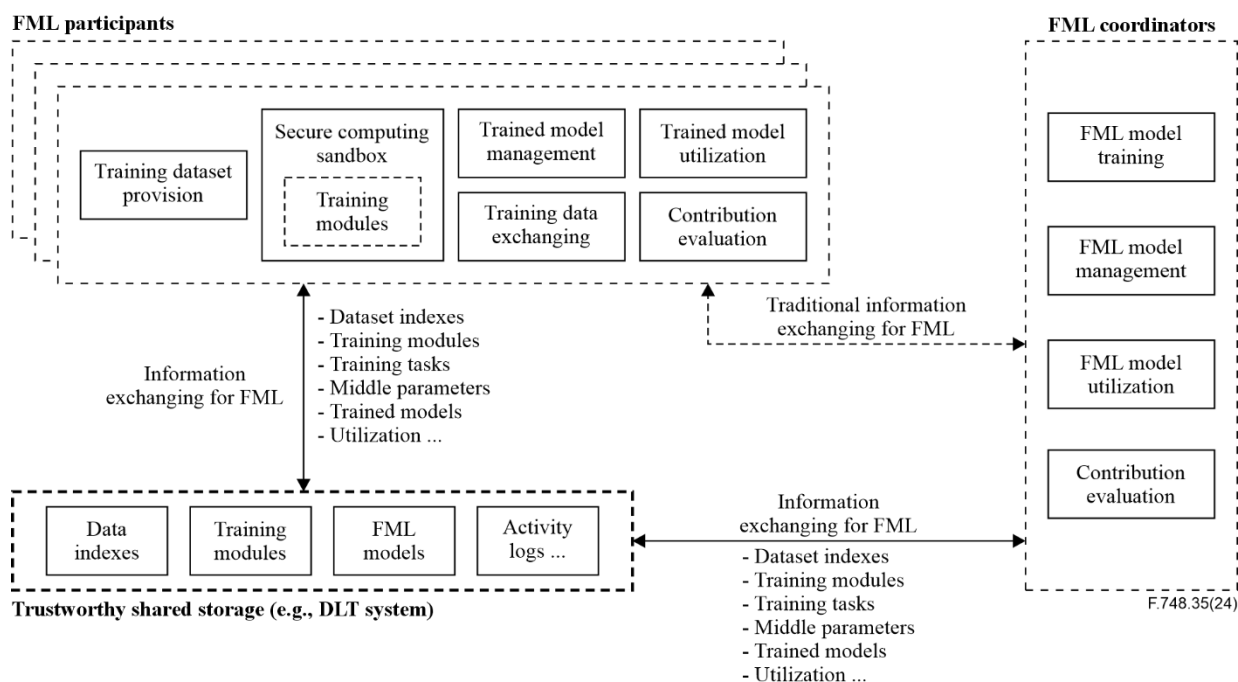 FML participants
FML coordinators
Training dataset
provision
Secure computing
sandbox
Training
modules
Trained model
management
Trained model
utilization
Training data
exchanging
Contribution
evaluation
FML model
training
FML model
management
FML model
utilization
Contribution
evaluation
Traditional information
exchanging for FML
Information
exchanging for FML
- Dataset indexes
- Training modules
- Training tasks
- Middle parameters
- Trained models
- Utilization ...
Data
indexes
Training
modules
FML
models
Activity
logs ...
Trustworthy shared storage (e.g., DLT system)
Information
exchanging for FML
- Dataset indexes
- Training modules
- Training tasks
- Middle parameters
- Trained models
- Utilization ...
F.748.35(24)